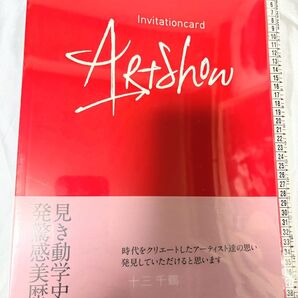 Invitationcard
ARtShow
発見
驚き
感動
美学
歴史
時代をクリエートしたアーティスト達の思い
発見していただけると思います
十三 千鶴